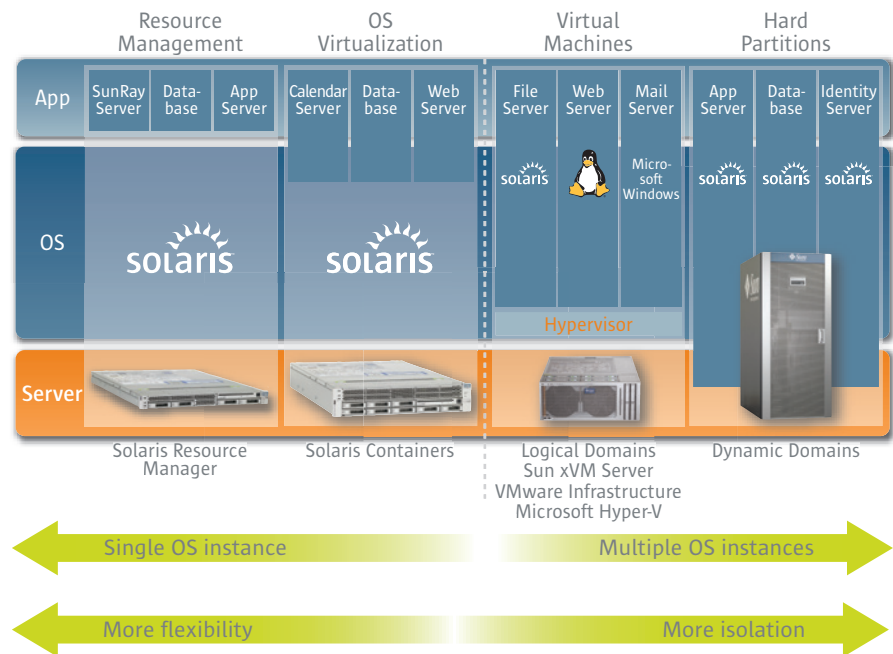 Resource
Management
OS
Virtualization
Virtual
Machines
Hard
Partitions
App
SunRay
Server
Data-
base
App
Server
Calendar
Server
Data-
base
Web
Server
File
Server
Web
Server
Mail
Server
App
Server
Data-
base
Identity
Server
OS
solaris
solaris
solaris
Micro-
soft
Windows
solaris
solaris
solaris
Sun
Hypervisor
Server
Solaris Resource
Manager
Solaris Containers
Logical Domains
Sun xVM Server
VMware Infrastructure
Microsoft Hyper-V
Dynamic Domains
Single OS instance
Multiple OS instances
More flexibility
More isolation